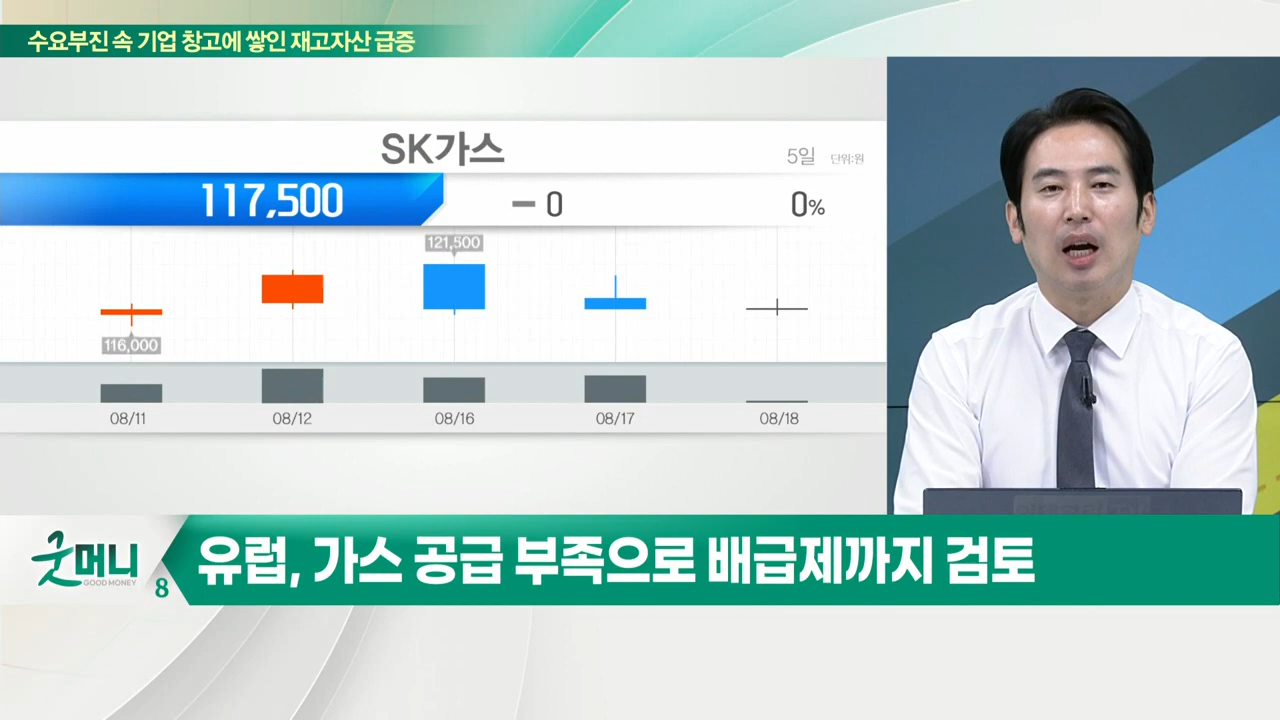 수요부진 속 기업 창고에 쌓인 재고자산 급증
SK가스
5일 단위:원
117,500 0 0%
121,500
116,000
08/11 08/12 08/16 08/17 08/18
굿머니
GOOD MONEY
8
유럽, 가스 공급 부족으로 배급제까지 검토